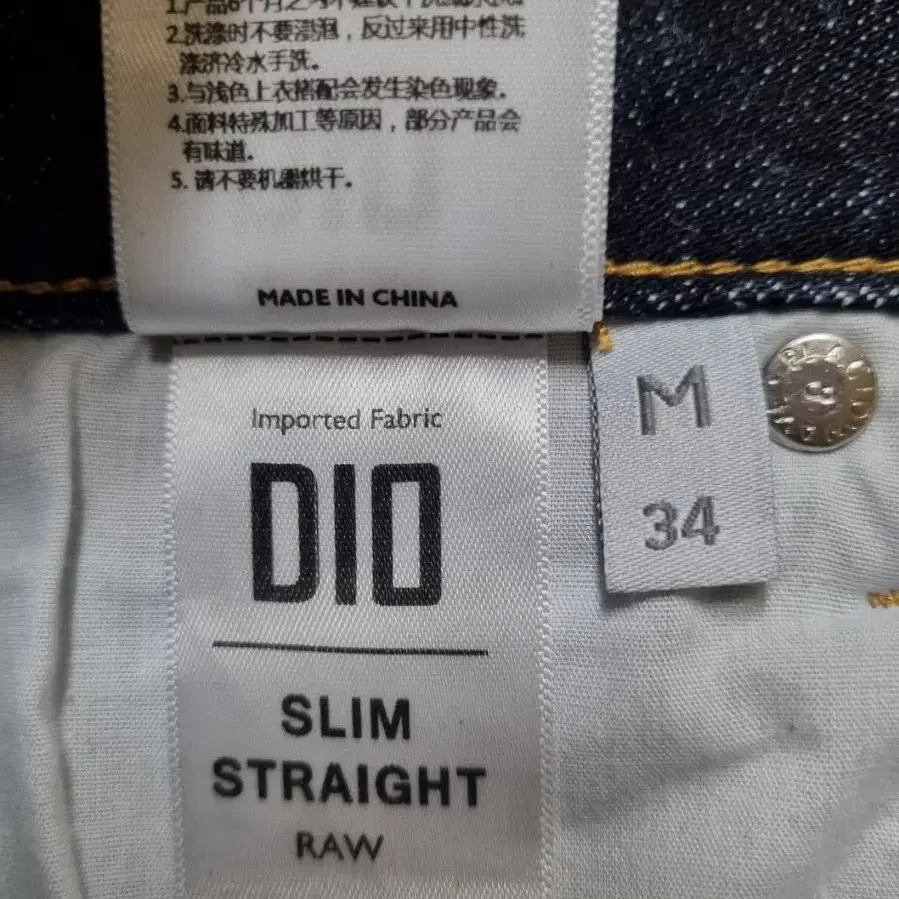 2.洗涤时不要浸泡，反过来用中性洗
涤济冷水手洗。
3.与浅色上衣搭配会发生染色现象。
4.面料特殊加工等原因，部分产品会
有味道。
5. 请不要机器烘干。
MADE IN CHINA
Imported Fabric
DIO
SLIM
STRAIGHT
RAW
M
34